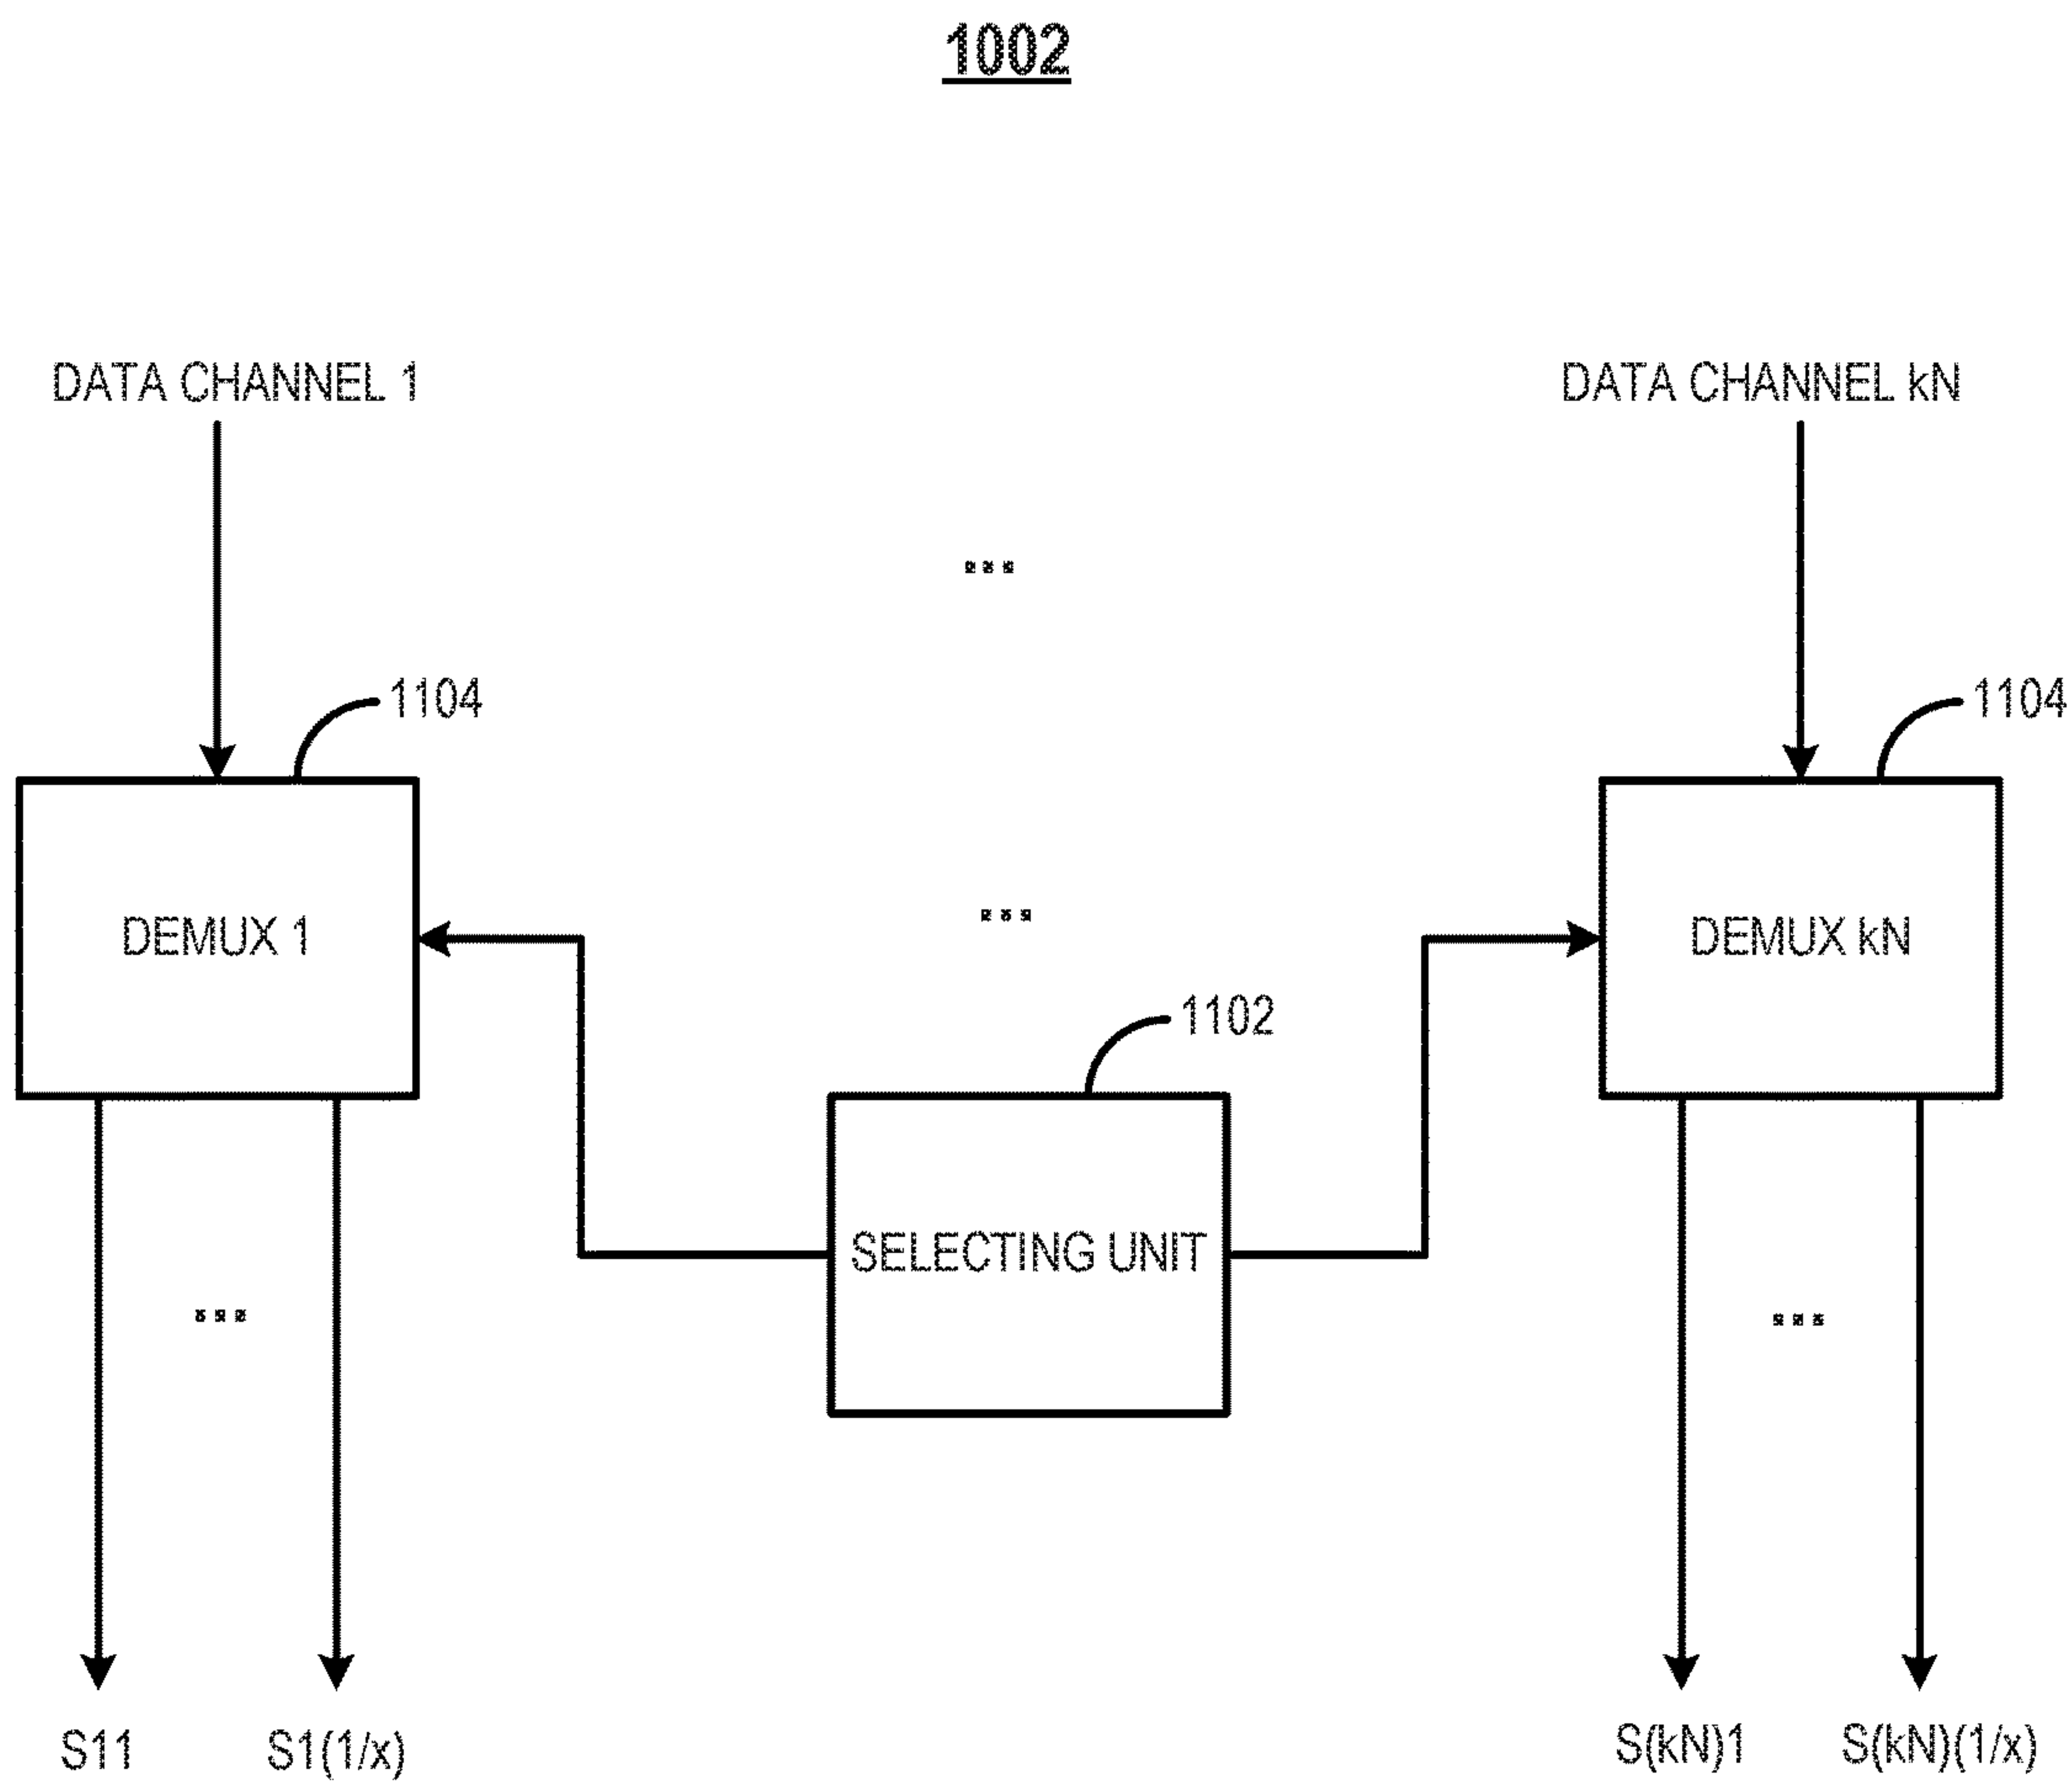 1002
DATA CHANNEL 1
DATA CHANNEL kN
...
1104
1104
DEMUX 1
...
DEMUX kN
1102
SELECTING UNIT
...
...
S11
S1(1/x)
S(kN)1
S(kN)(1/x)